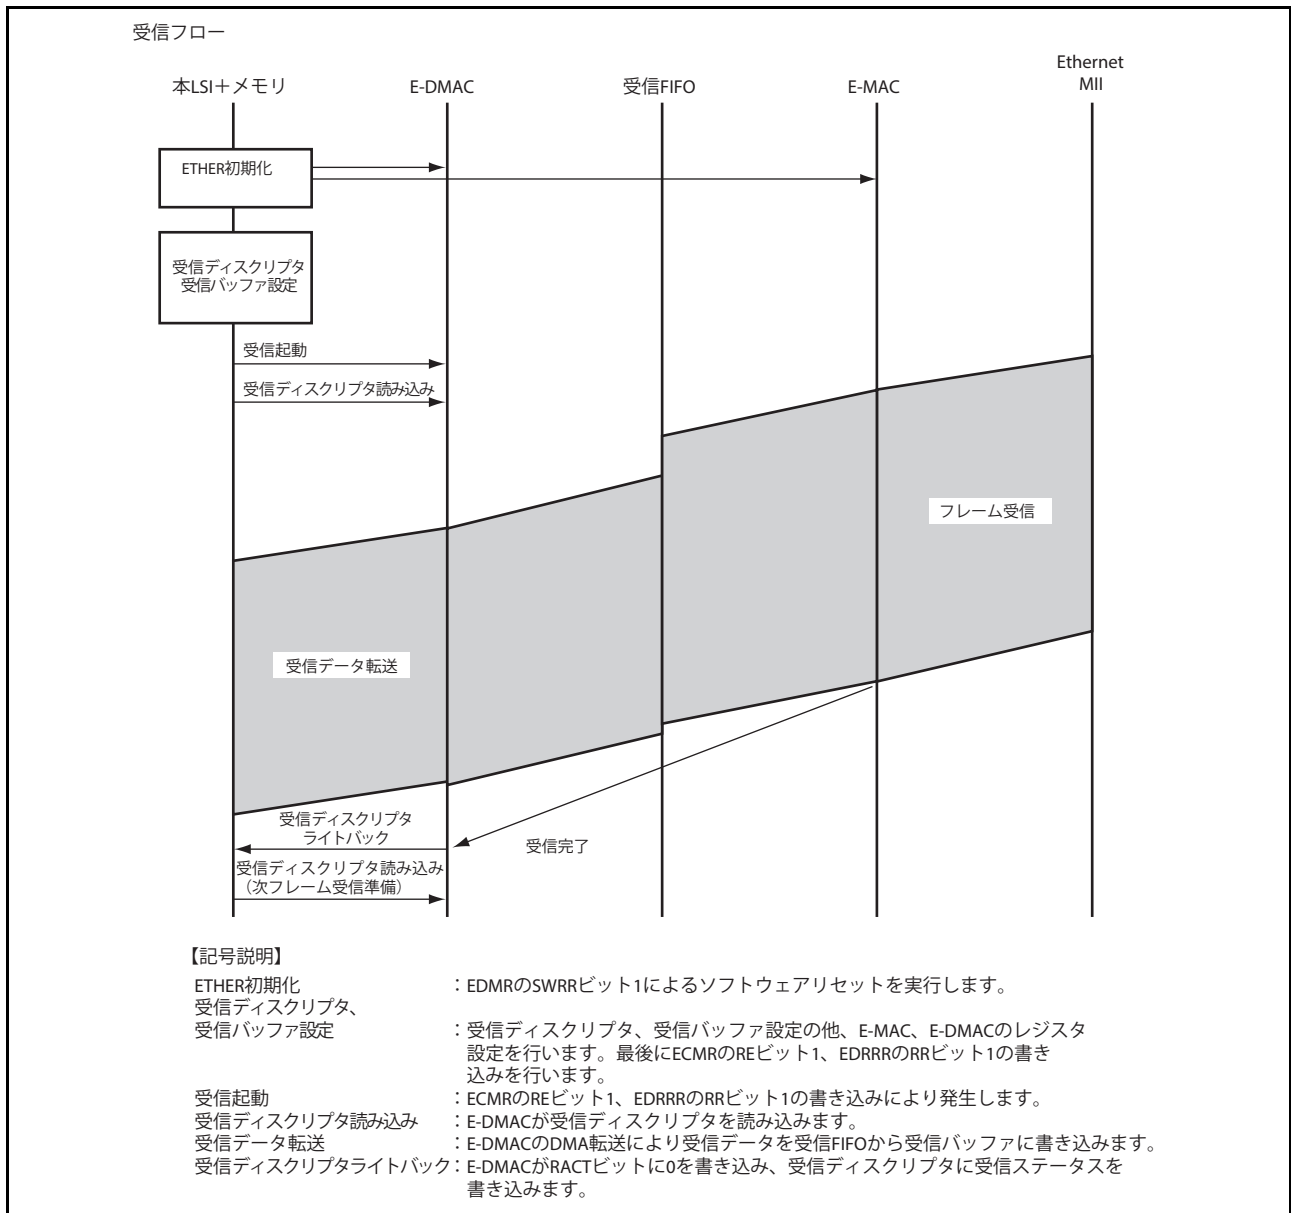 受信フロー
本LSI＋メモリ
E-DMAC
受信FIFO
E-MAC
Ethernet
MII
ETHER初期化
受信ディスクリプタ
受信バッファ設定
受信起動
受信ディスクリプタ読み込み
フレーム受信
受信データ転送
受信ディスクリプタ
ライトバック
受信完了
受信ディスクリプタ読み込み
（次フレーム受信準備）
【記号説明】
ETHER初期化 ：EDMRのSWRRビット1によるソフトウェアリセットを実行します。
受信ディスクリプタ、
受信バッファ設定 ：受信ディスクリプタ、受信バッファ設定の他、E-MAC、E-DMACのレジスタ
設定を行います。最後にECMRのREビット1、EDRRRのRRビット1の書き
込みを行います。
受信起動 ：ECMRのREビット1、EDRRRのRRビット1の書き込みにより発生します。
受信ディスクリプタ読み込み ：E-DMACが受信ディスクリプタを読み込みます。
受信データ転送 ：E-DMACのDMA転送により受信データを受信FIFOから受信バッファに書き込みます。
受信ディスクリプタライトバック：E-DMACがRACTビットに0を書き込み、受信ディスクリプタに受信ステータスを
書き込みます。